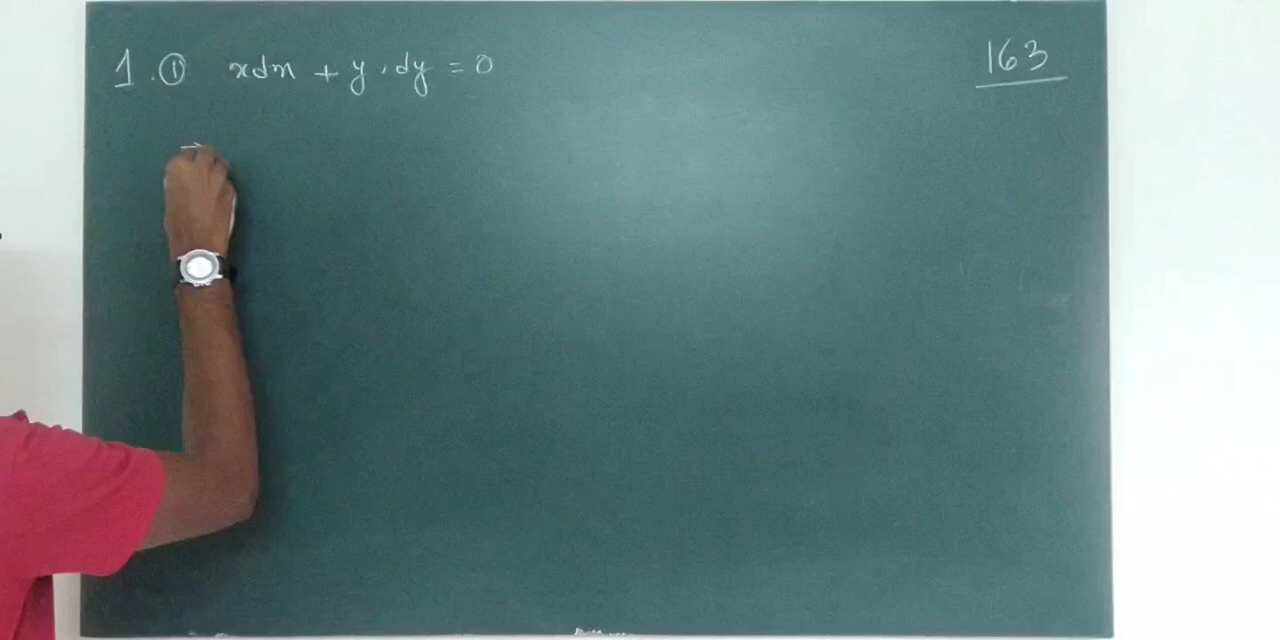 1. ① xdx + y.dy = 0
163